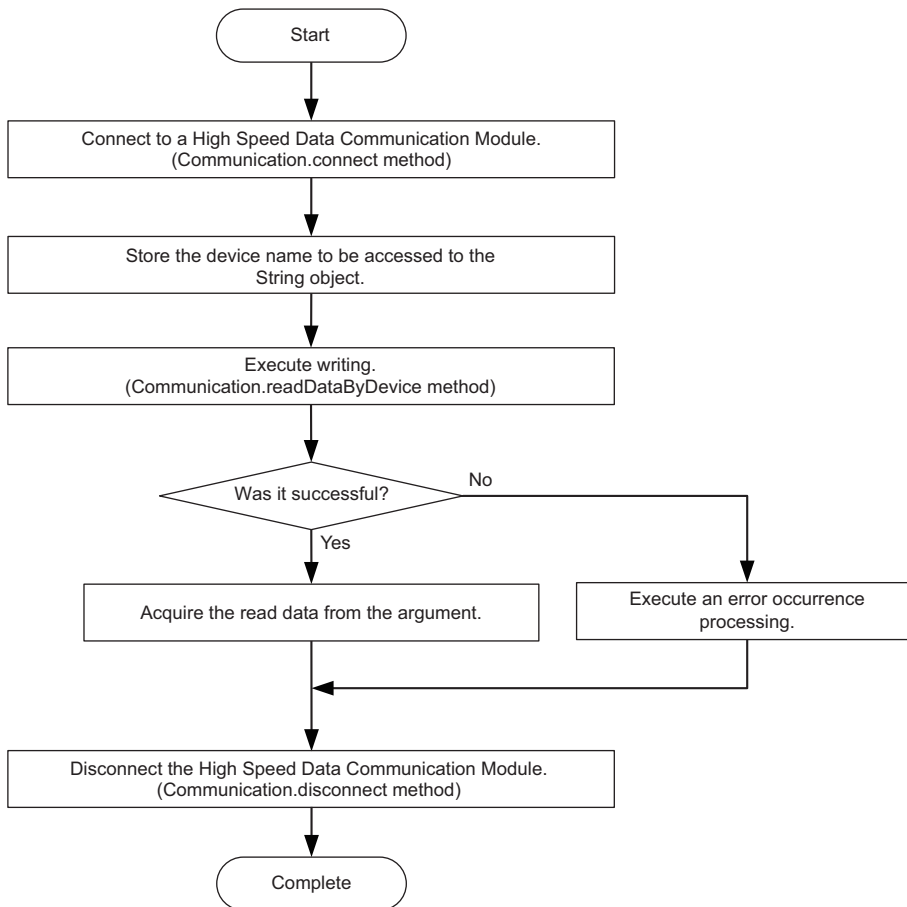 Start
Connect to a High Speed Data Communication Module.
(Communication.connect method)
Store the device name to be accessed to the
String object.
Execute writing.
(Communication.readDataByDevice method)
Was it successful?
No
Yes
Acquire the read data from the argument.
Execute an error occurrence
processing.
Disconnect the High Speed Data Communication Module.
(Communication.disconnect method)
Complete